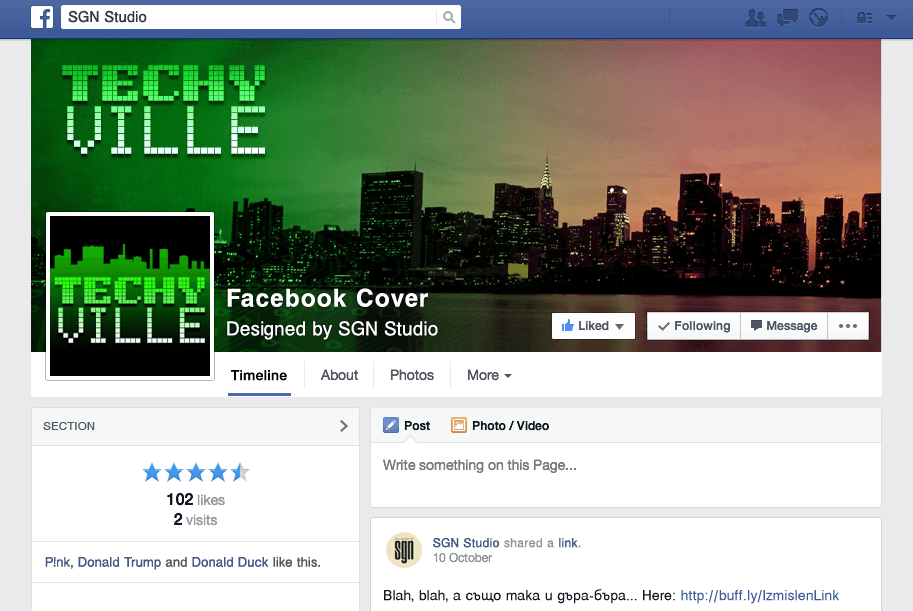 SGN Studio
TECHY
VILLE
TECHY
VILLE
Facebook Cover
Designed by SGN Studio
Liked
Following
Message
Timeline
About
Photos
More
SECTION
102 likes
2 visits
P!nk, Donald Trump and Donald Duck like this.
Post
Photo / Video
Write something on this Page...
sgn
SGN Studio shared a link.
10 October
Blah, blah, а също така и дъра-бъра... Here: http://buff.ly/IzmislenLink